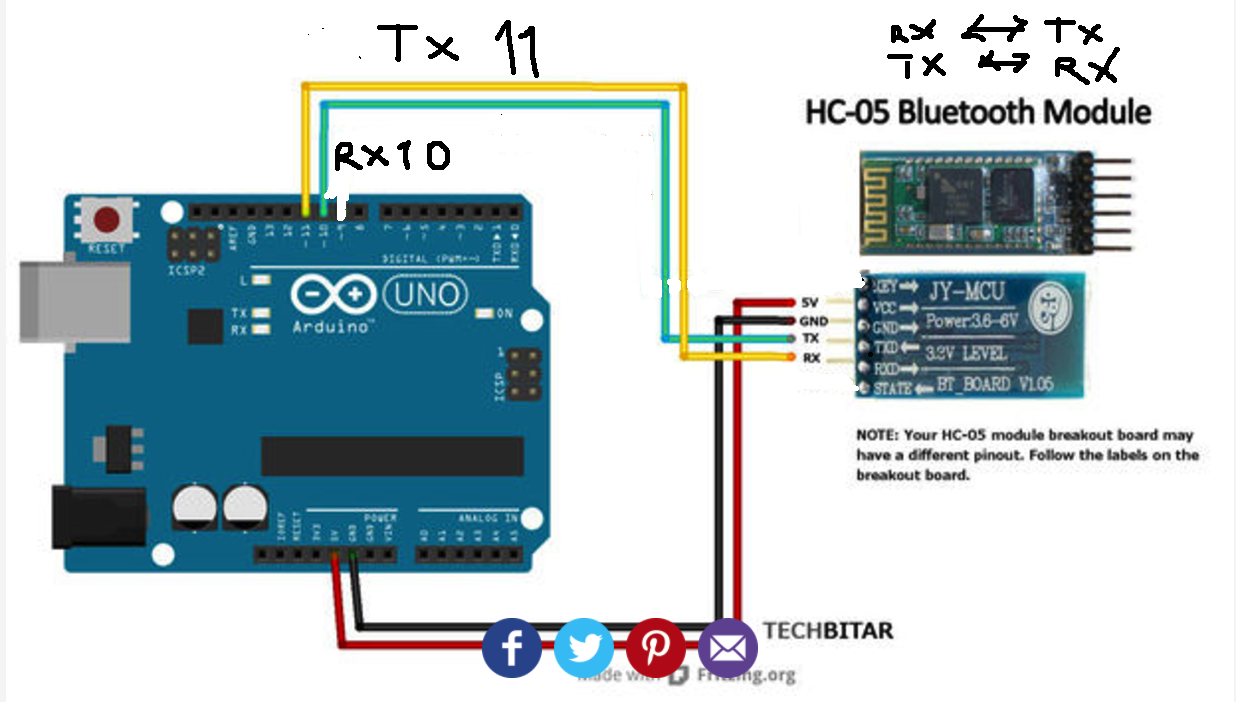 Tx 11
RX ↔ TX
TX ↔ RX
HC-05 Bluetooth Module
RX10
RESET
ICSP2
AREF
GND
13
12
~11
~10
~9
8
7
~6
~5
4
~3
2
TXD▶1
RXD◀0
DIGITAL (PWM~)
L
TX
RX
UNO
Arduino™
ON
1
ICSP
5V
GND
TX
RX
KEY
VCC
GND
TXD
RXD
STATE
JY-MCU
Power:3.6-6V
3.3V LEVEL
BT_BOARD V1.05
NOTE: Your HC-05 module breakout board may
have a different pinout. Follow the labels on the
breakout board.
POWER
ANALOG IN
IOREF
RESET
3V3
5V
GND
GND
VIN
A0
A1
A2
A3
A4
A5
TECHBITAR
Made with Fritzing.org